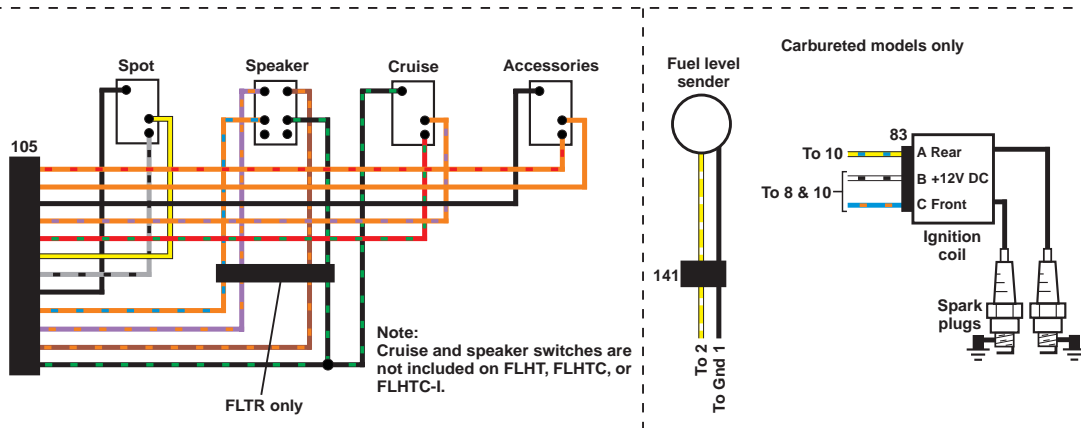 Spot
Speaker
Cruise
Accessories
105
Note:
Cruise and speaker switches are
not included on FLHT, FLHTC, or
FLHTC-I.
FLTR only
Fuel level
sender
141
To 2
To Gnd 1
Carbureted models only
83
To 10
A Rear
B +12V DC
To 8 & 10
C Front
Ignition
coil
Spark
plugs